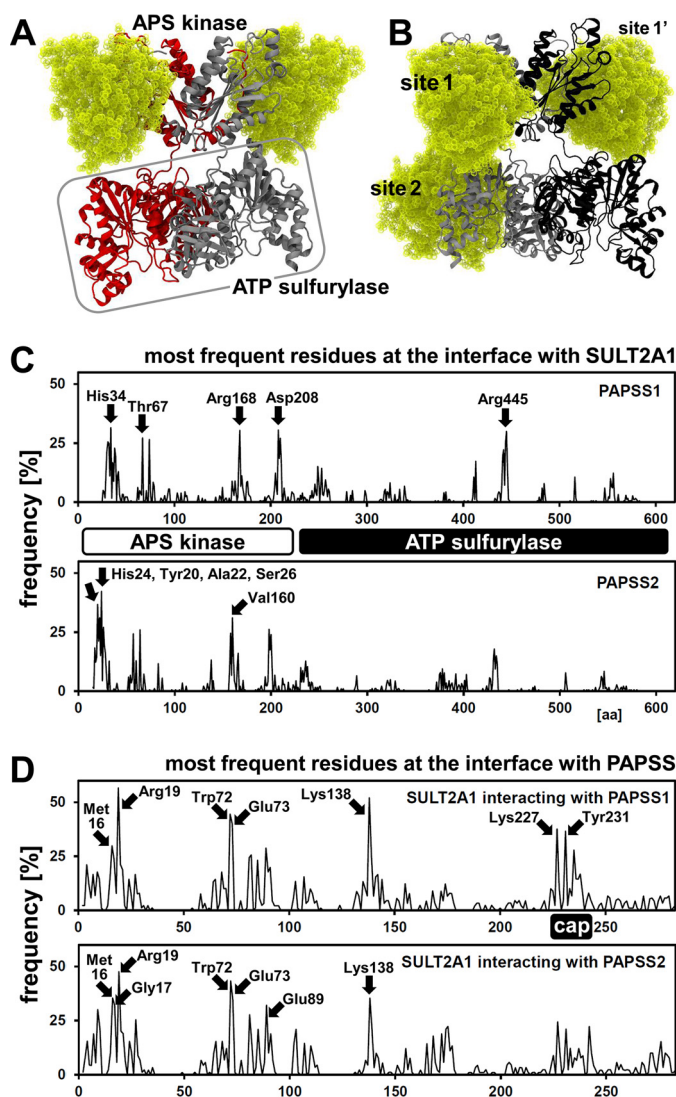 A
APS kinase
ATP sulfurylase
B
site 1'
site 1
site 2
C
most frequent residues at the interface with SULT2A1
frequency [%]
50
25
0
His34
Thr67
Arg168
Asp208
Arg445
PAPSS1
0 100 200 300 400 500 600
APS kinase
ATP sulfurylase
50
25
0
His24, Tyr20, Ala22, Ser26
Val160
PAPSS2
0 100 200 300 400 500 600
[aa]
D
most frequent residues at the interface with PAPSS
frequency [%]
50
25
0
Met
16
Arg19
Trp72
Glu73
Lys138
SULT2A1 interacting with PAPSS1
Lys227
Tyr231
0 50 100 150 200 250
cap
50
25
0
Met
16
Arg19
Gly17
Trp72
Glu73
Glu89
Lys138
SULT2A1 interacting with PAPSS2
0 50 100 150 200 250